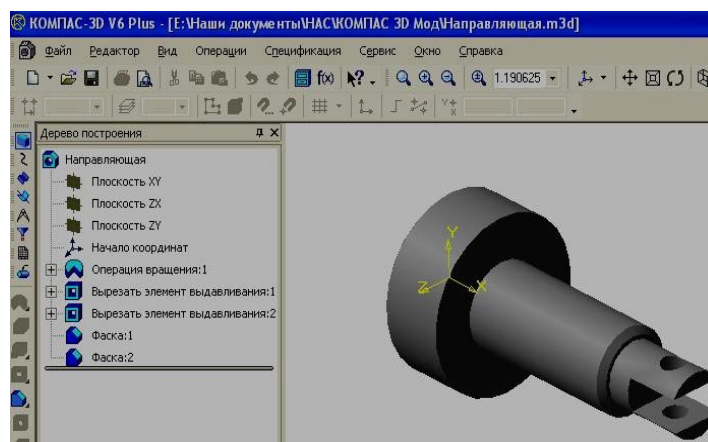 КОМПАС-3D V6 Plus - [E:\Наши документы\НАС\КОМПАС 3D Мод\Направляющая.m3d]
Файл Редактор Вид Операции Спецификация Сервис Окно Справка
f(x) 1.190625
Дерево построения
Направляющая
Плоскость XY
Плоскость ZX
Плоскость ZY
Начало координат
Операция вращения:1
Вырезать элемент выдавливания:1
Вырезать элемент выдавливания:2
Фаска:1
Фаска:2
Y
Z X